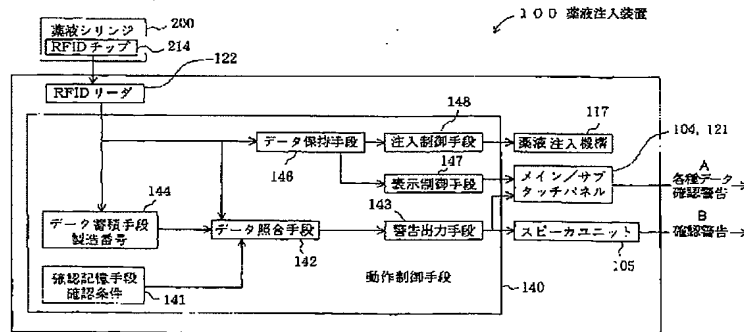 100 薬液注入装置
200
薬液シリンジ
RFIDチップ
214
122
RFIDリーダ
148
117
データ保持手段
注入制御手段
薬液注入機構
104, 121
146
147
A
144
表示制御手段
メイン/サブ
タッチパネル
各種データ
確認警告
143
データ蓄積手段
製造番号
データ照合手段
警告出力手段
スピーカユニット
B
確認警告
142
105
確認記憶手段
確認条件
141
動作制御手段
140